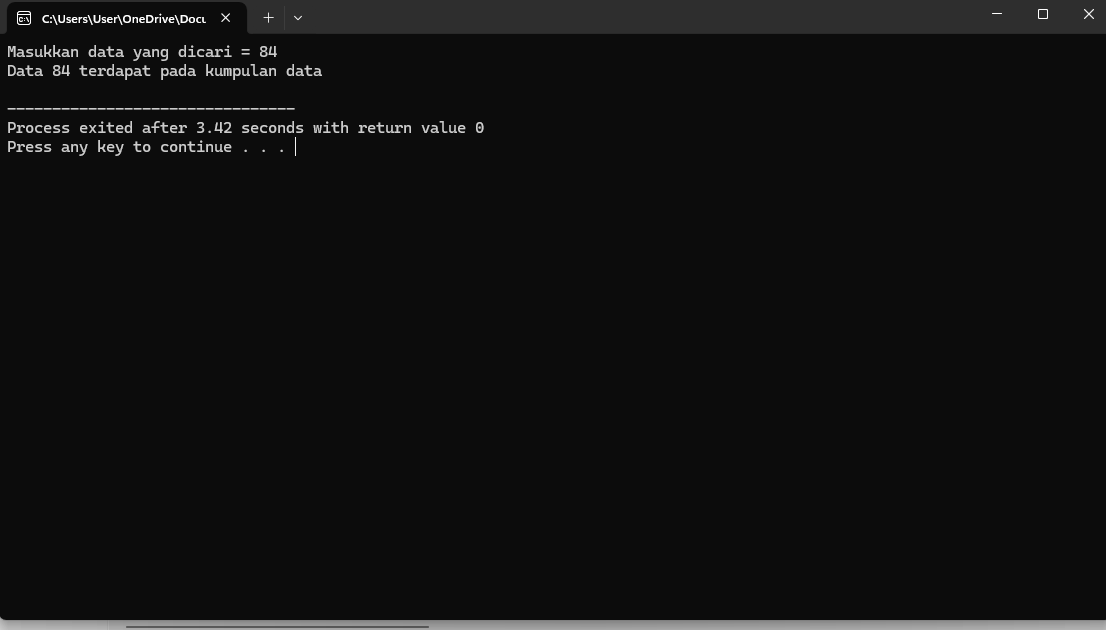 C:\Users\User\OneDrive\Docu
Masukkan data yang dicari = 84
Data 84 terdapat pada kumpulan data
--------------------------------
Process exited after 3.42 seconds with return value 0
Press any key to continue . . .